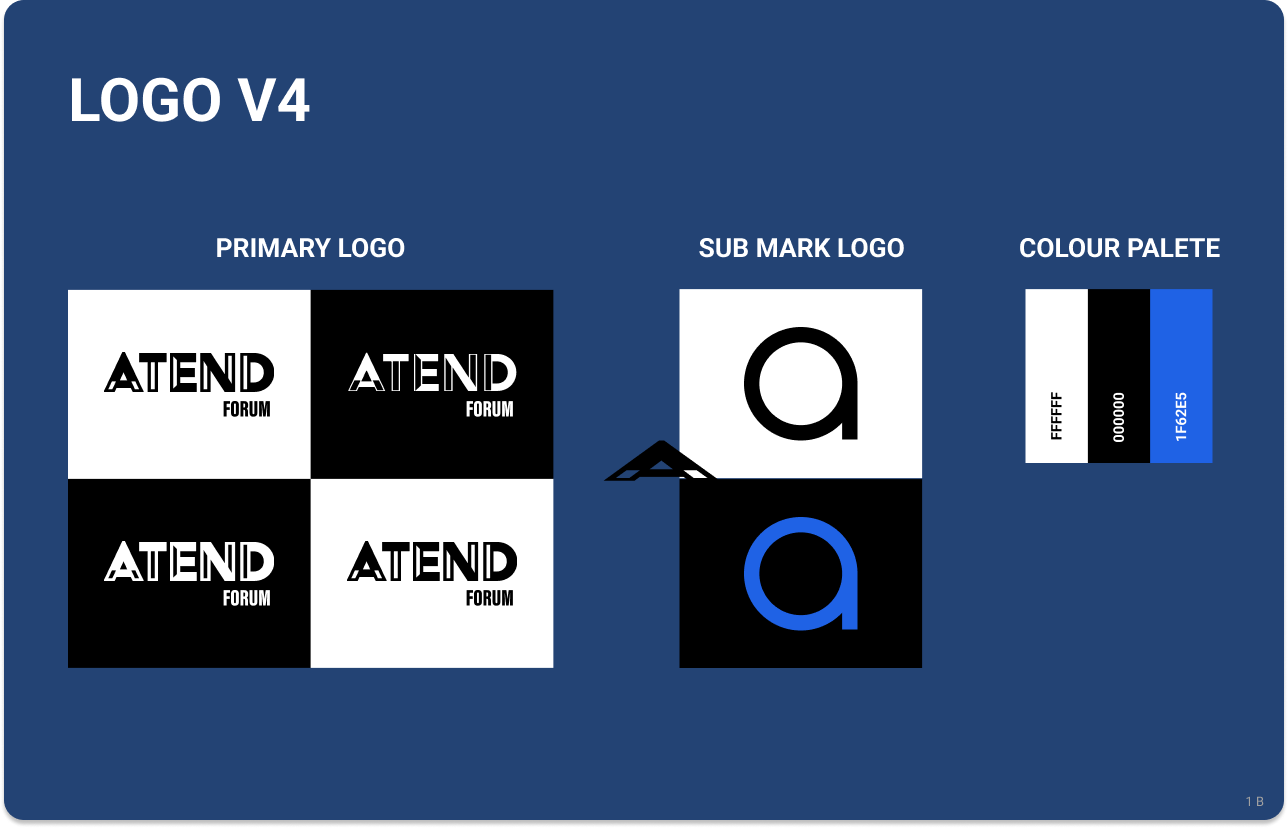 LOGO V4
PRIMARY LOGO
SUB MARK LOGO
COLOUR PALETE
ATEND
FORUM
ATEND
FORUM
a
FFFFFF
000000
1F62E5
ATEND
FORUM
ATEND
FORUM
a
1 B